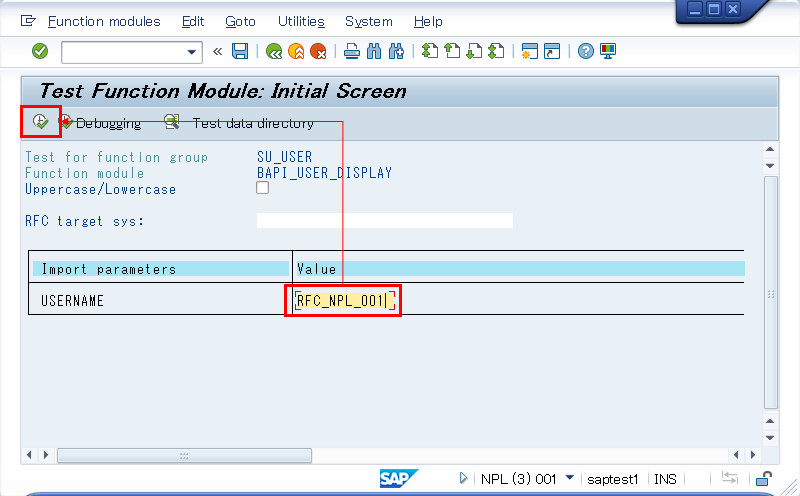 Function modules Edit Goto Utilities System Help
Test Function Module: Initial Screen
Debugging Test data directory
Test for function group SU_USER
Function module BAPI_USER_DISPLAY
Uppercase/Lowercase
RFC target sys:
Import parameters Value
USERNAME RFC_NPL_001
SAP NPL (3) 001 saptest1 INS